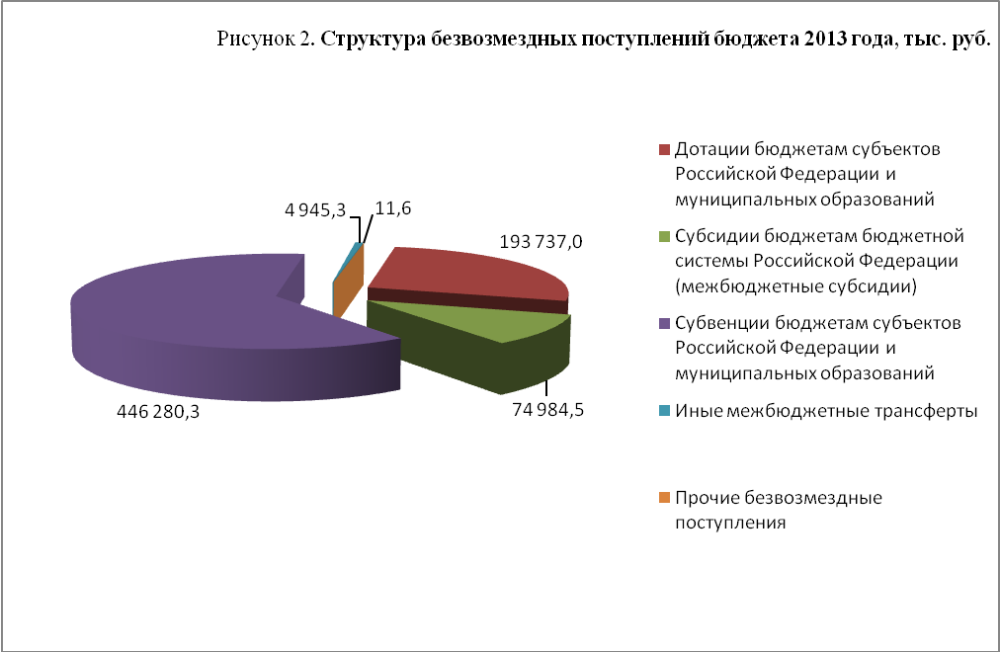 Рисунок 2. Структура безвозмездных поступлений бюджета 2013 года, тыс. руб.
4 945,3
11,6
193 737,0
446 280,3
74 984,5
Дотации бюджетам субъектов
Российской Федерации и
муниципальных образований
Субсидии бюджетам бюджетной
системы Российской Федерации
(межбюджетные субсидии)
Субвенции бюджетам субъектов
Российской Федерации и
муниципальных образований
Иные межбюджетные трансферты
Прочие безвозмездные
поступления